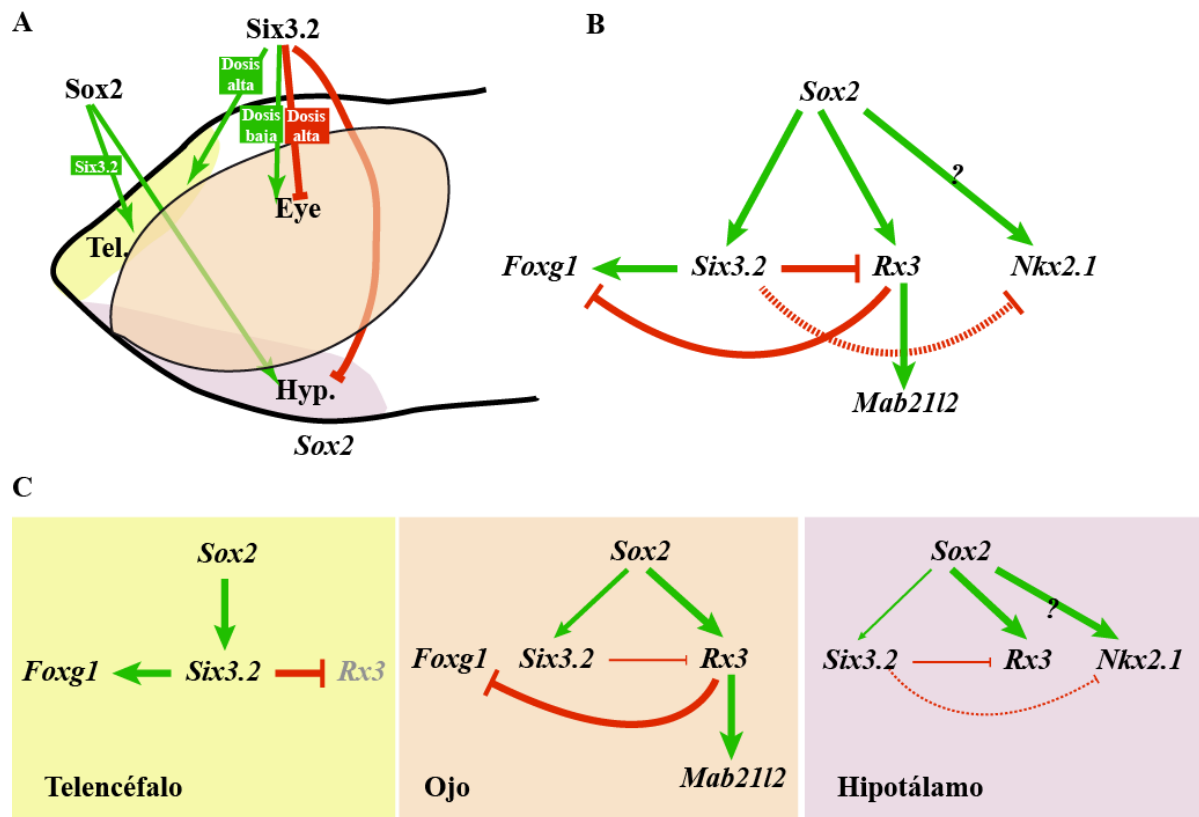 A
Six3.2
Dosis
alta
Sox2
Dosis
baja
Dosis
alta
Six3.2
Eye
Tel.
Hyp.
Sox2
B
Sox2
?
Foxg1 Six3.2 Rx3 Nkx2.1
Mab21l2
C
Sox2
Foxg1 Six3.2 Rx3
Telencéfalo
Sox2
Foxg1 Six3.2 Rx3
Mab21l2
Ojo
Sox2
?
Six3.2 Rx3 Nkx2.1
Hipotálamo